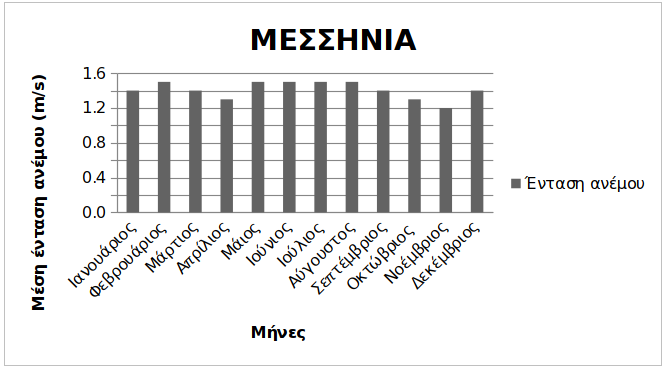 ΜΕΣΣΗΝΙΑ
Μέση ένταση ανέμου (m/s)
1.6
1.2
0.8
0.4
0.0
Ιανουάριος
Φεβρουάριος
Μάρτιος
Απρίλιος
Μάιος
Ιούνιος
Ιούλιος
Αύγουστος
Σεπτέμβριος
Οκτώβριος
Νοέμβριος
Δεκέμβριος
Μήνες
Ένταση ανέμου